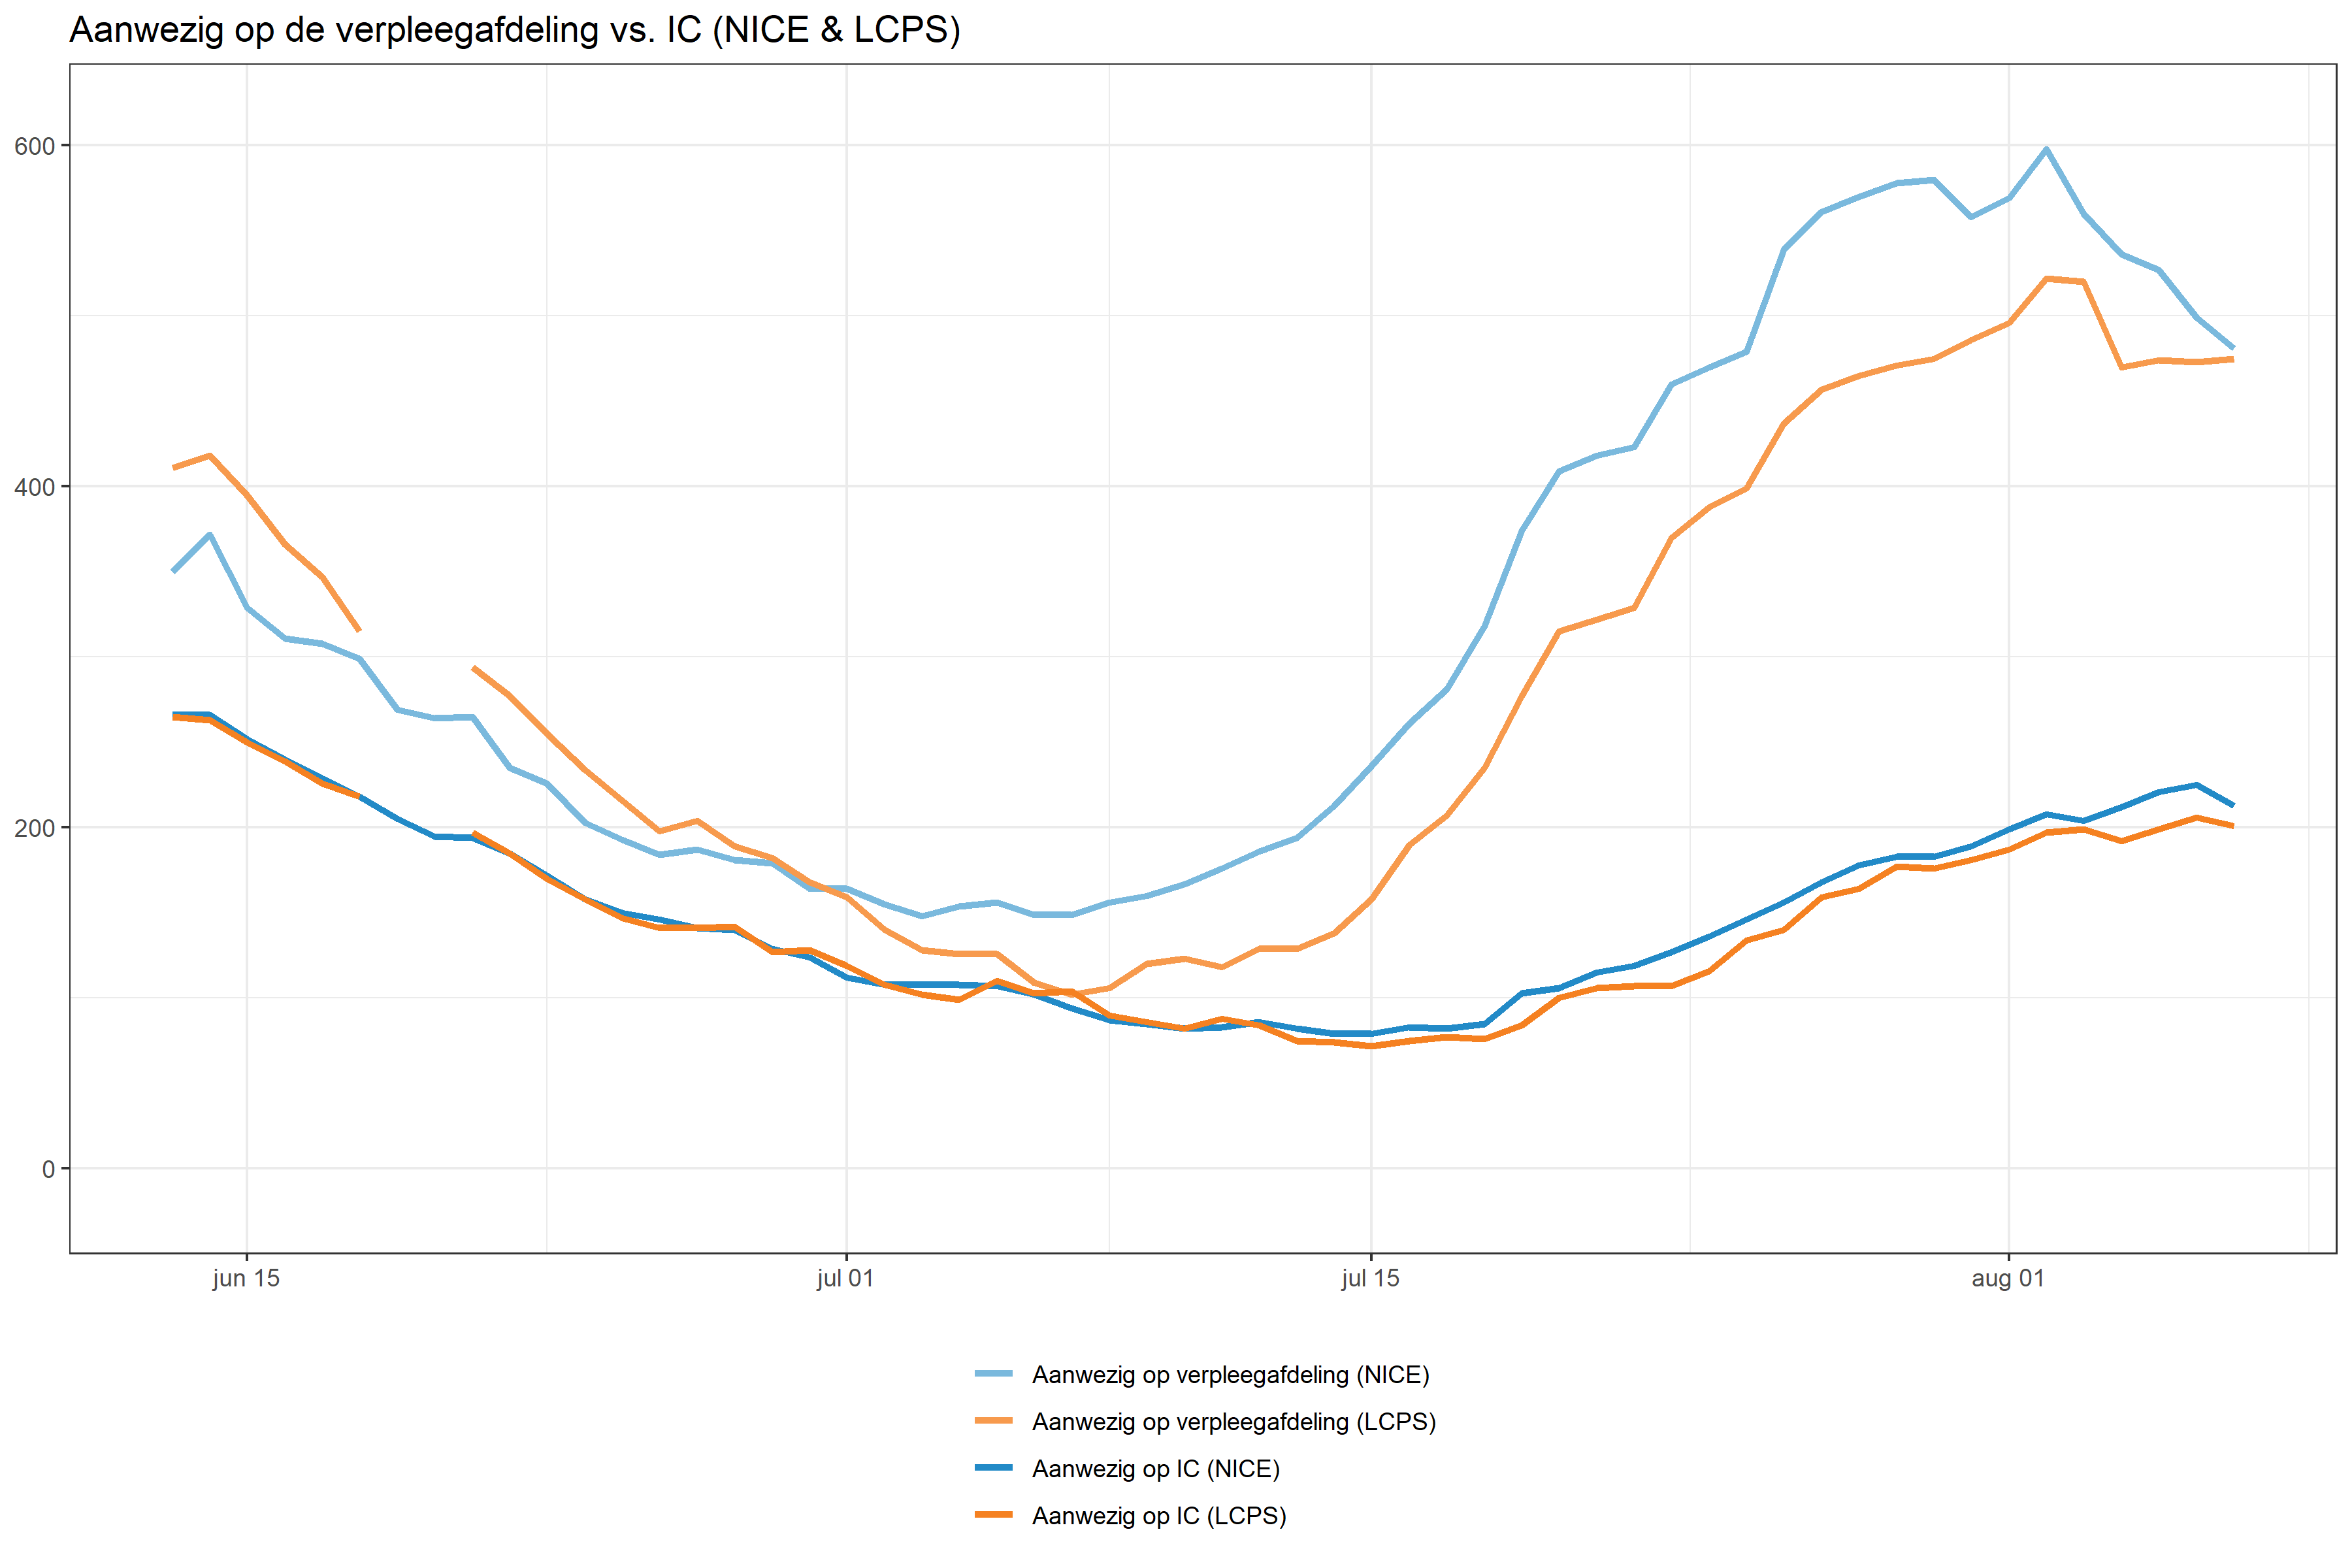 Aanwezig op de verpleegafdeling vs. IC (NICE & LCPS)
600
400
200
0
jun 15
jul 01
jul 15
aug 01
Aanwezig op verpleegafdeling (NICE)
Aanwezig op verpleegafdeling (LCPS)
Aanwezig op IC (NICE)
Aanwezig op IC (LCPS)